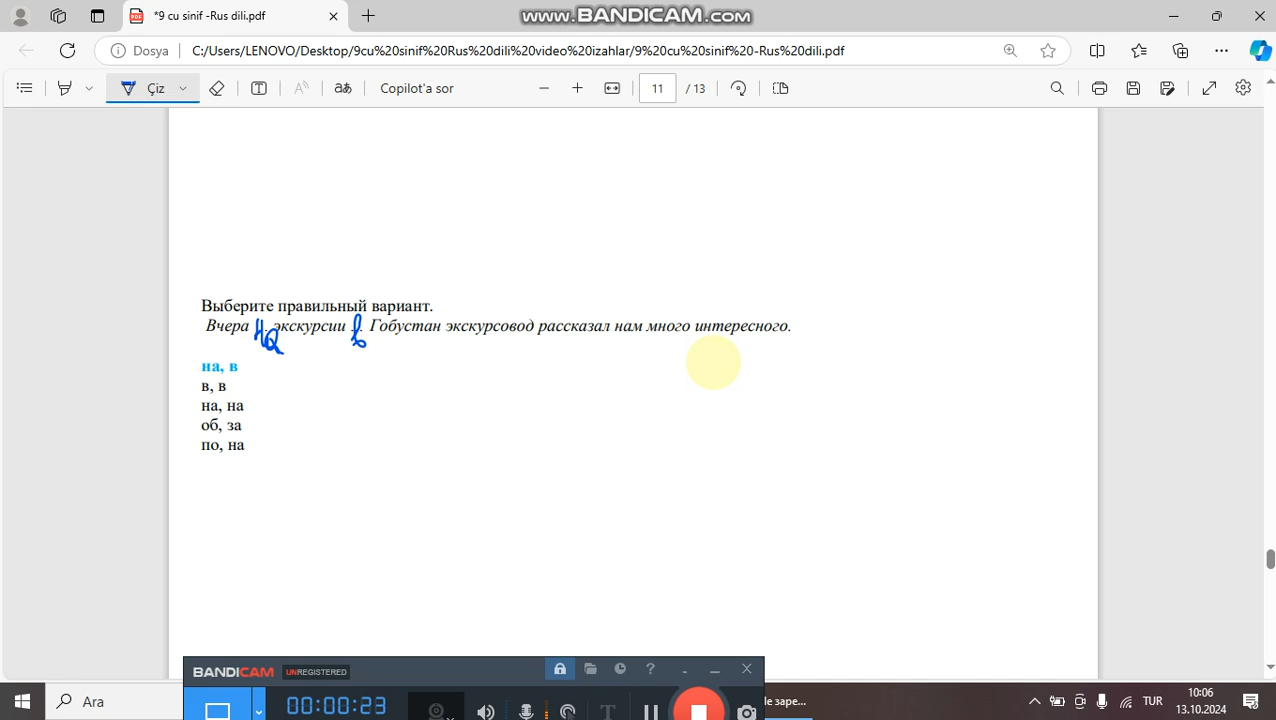 WWW.BANDICAM.COM
*9 cu sinif -Rus dili.pdf
Dosya
C:/Users/LENOVO/Desktop/9cu%20sinif%20Rus%20dili%20video%20izahlar/9%20cu%20sinif%20-Rus%20dili.pdf
Çiz
Copilot'a sor
11 / 13
Выберите правильный вариант.
Вчера на экскурсии в Гобустан экскурсовод рассказал нам много интересного.
на, в
в, в
на, на
об, за
по, на
BANDICAM UNREGISTERED
00:00:23
Ara
TUR
10:06
13.10.2024